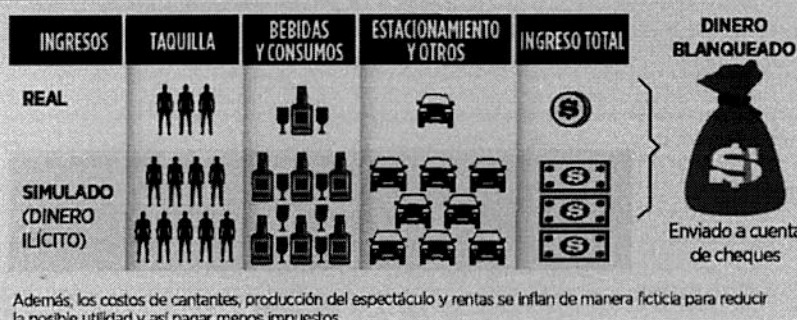 INGRESOS
TAQUILLA
BEBIDAS
Y CONSUMOS
ESTACIONAMIENTO
Y OTROS
INGRESO TOTAL
DINERO
BLANQUEADO
REAL
$
SIMULADO
(DINERO
ILÍCITO)
$
$
$
$
Enviado a cuenta
de cheques
Además, los costos de cantantes, producción del espectáculo y rentas se inflan de manera ficticia para reducir
la posible utilidad y así pagar menos impuestos